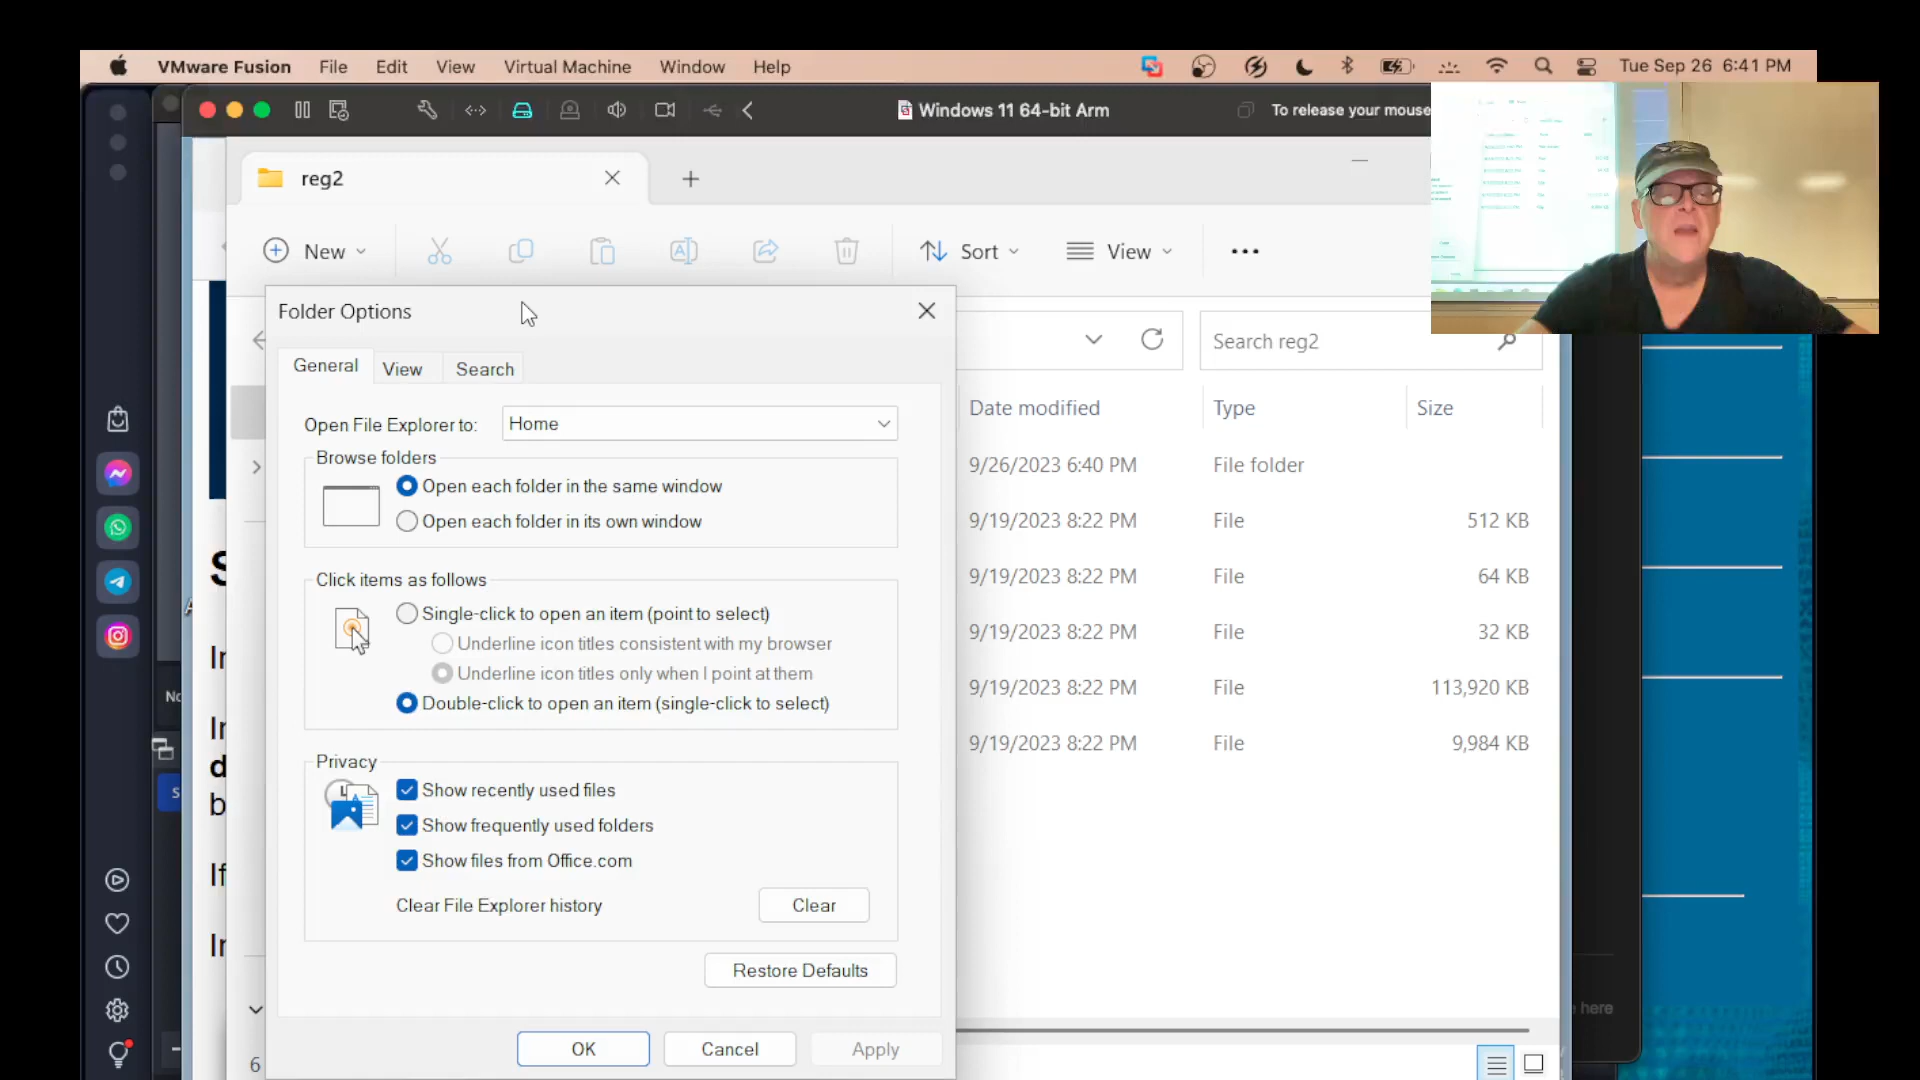 VMware Fusion File Edit View Virtual Machine Window Help Tue Sep 26 6:41 PM
Windows 11 64-bit Arm To release your mouse
reg2
New Sort View
Folder Options
Search reg2
General View Search
Date modified Type Size
Open File Explorer to: Home
Browse folders
Open each folder in the same window
Open each folder in its own window
Click items as follows
Single-click to open an item (point to select)
Underline icon titles consistent with my browser
Underline icon titles only when I point at them
Double-click to open an item (single-click to select)
Privacy
Show recently used files
Show frequently used folders
Show files from Office.com
Clear File Explorer history Clear
Restore Defaults
OK Cancel Apply
9/26/2023 6:40 PM File folder
9/19/2023 8:22 PM File 512 KB
9/19/2023 8:22 PM File 64 KB
9/19/2023 8:22 PM File 32 KB
9/19/2023 8:22 PM File 113,920 KB
9/19/2023 8:22 PM File 9,984 KB
here
6